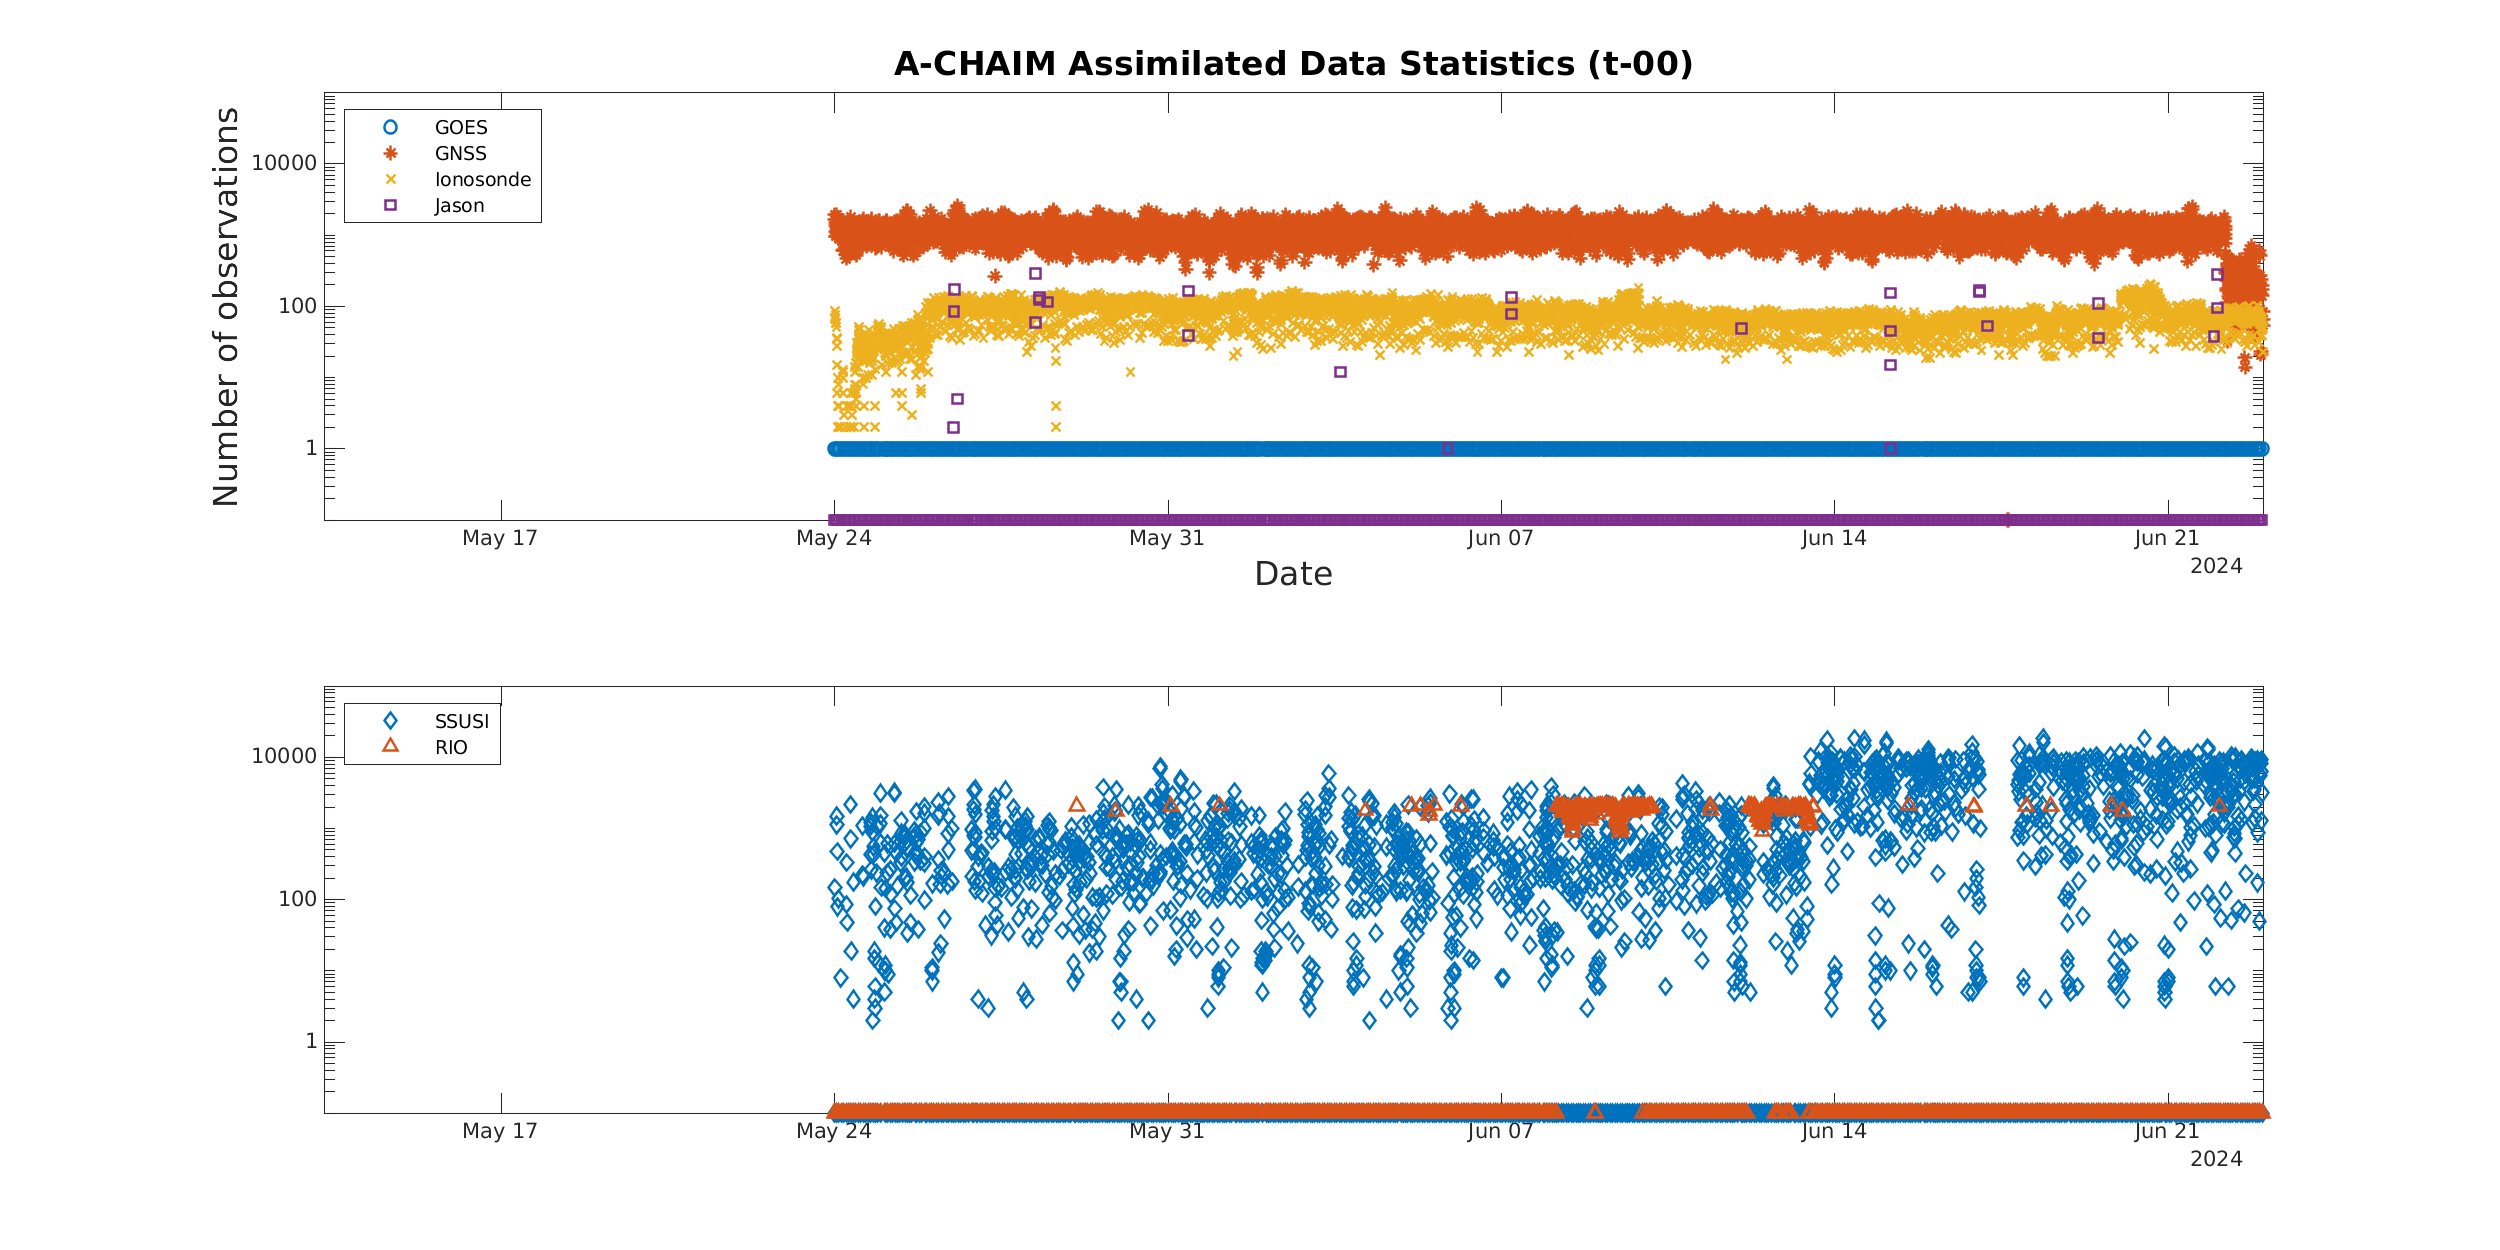 A-CHAIM Assimilated Data Statistics (t-00)
GOES
GNSS
Ionosonde
Jason
Number of observations
10000
100
1
May 17
May 24
May 31
Jun 07
Jun 14
Jun 21
2024
Date
SSUSI
RIO
10000
100
1
May 17
May 24
May 31
Jun 07
Jun 14
Jun 21
2024